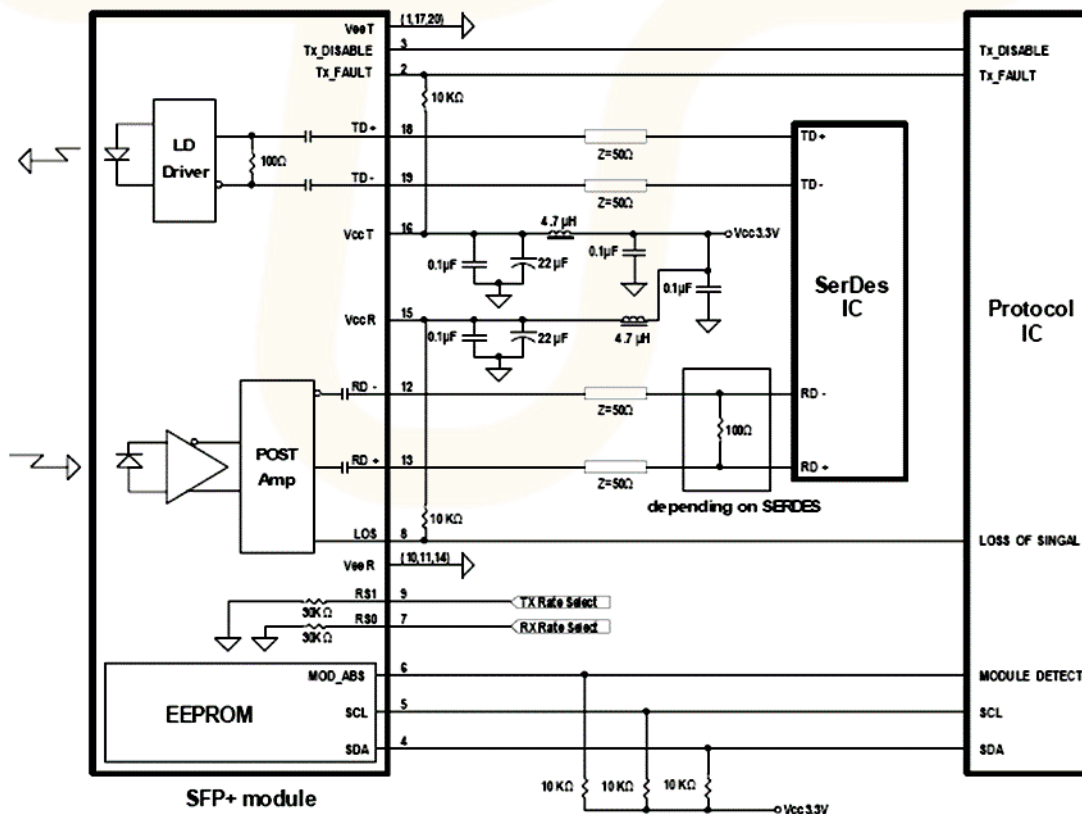 VeeT (1,17,20)
Tx_DISABLE 3 Tx_DISABLE
Tx_FAULT 2 Tx_FAULT
10 KΩ
LD
Driver
100Ω
TD+ 18 Z=50Ω TD+
TD- 19 Z=50Ω TD-
VccT 16 4.7 μH Vcc3.3V
0.1μF 22 μF 0.1μF 0.1μF
SerDes
IC
Protocol
IC
VccR 15
0.1μF 22 μF 4.7 μH
RD - 12 Z=50Ω RD -
100Ω
POST
Amp
RD + 13 Z=50Ω RD +
depending on SERDES
10 KΩ
LOS 8 LOSS OF SINGAL
VeeR (10,11,14)
RS1 9 TX Rate Select
30KΩ
RS0 7 RX Rate Select
30KΩ
MOD_ABS 6 MODULE DETECT
EEPROM
SCL 5 SCL
SDA 4 SDA
10 KΩ 10 KΩ 10 KΩ
Vcc3.3V
SFP+ module